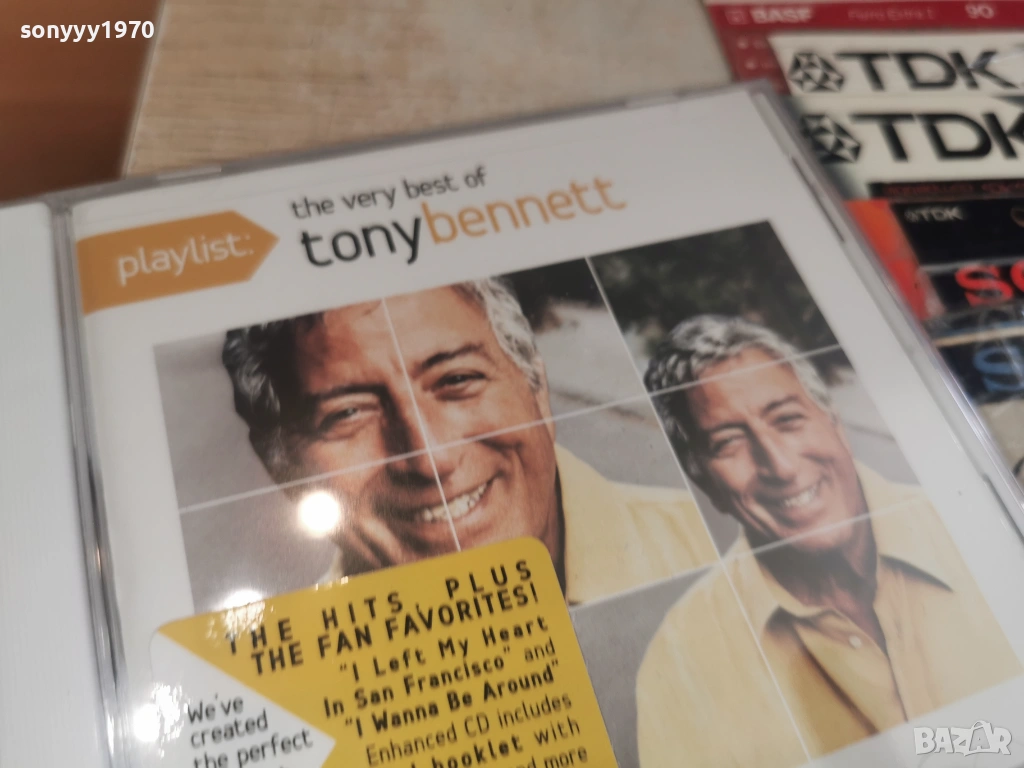 sonyyy1970
BASF
90
TDK
TDK
TDK
the very best of
playlist:
tonybennett
THE HITS, PLUS
THE FAN FAVORITES!
"I Left My Heart
In San Francisco" and
"I Wanna Be Around"
Enhanced CD includes
booklet with
more
We've
created
the perfect
BAZAR